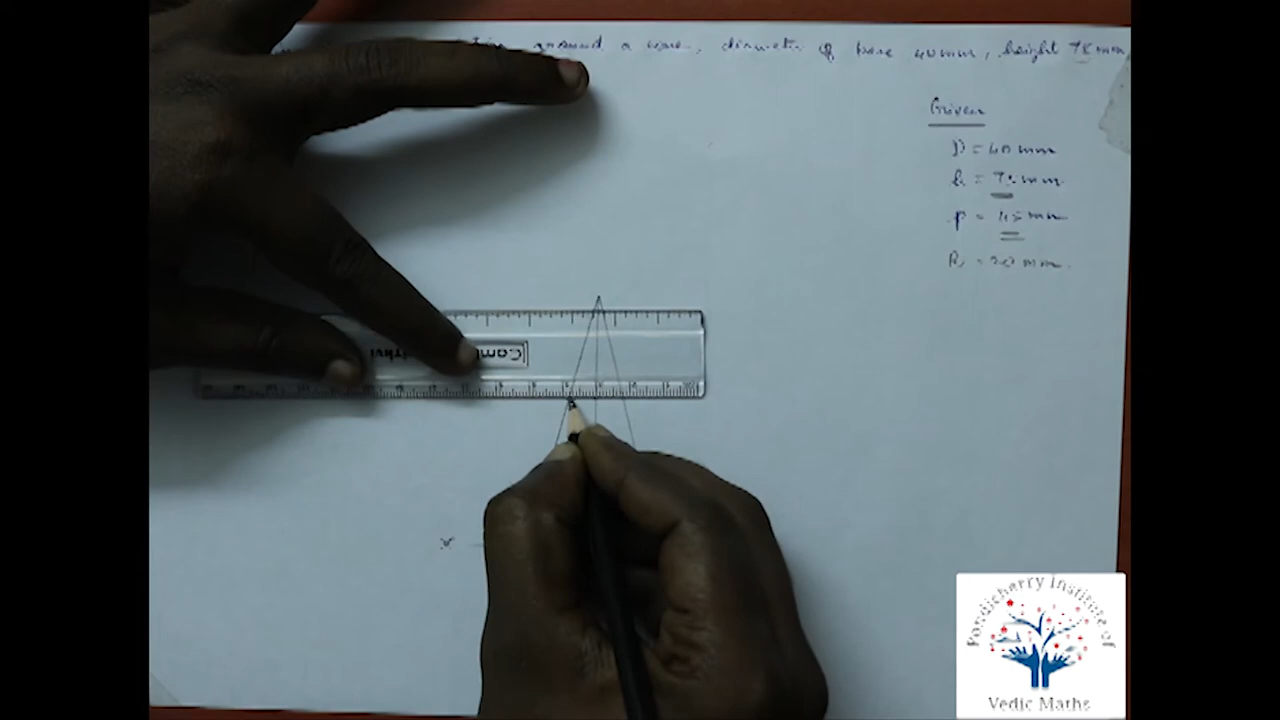 around a cone, diameter of base 40mm, height 75mm,
Given
D = 40 mm
h = 75 mm
p = 45 mm
R = 20 mm.
Pondicherry Institute of
Vedic Maths